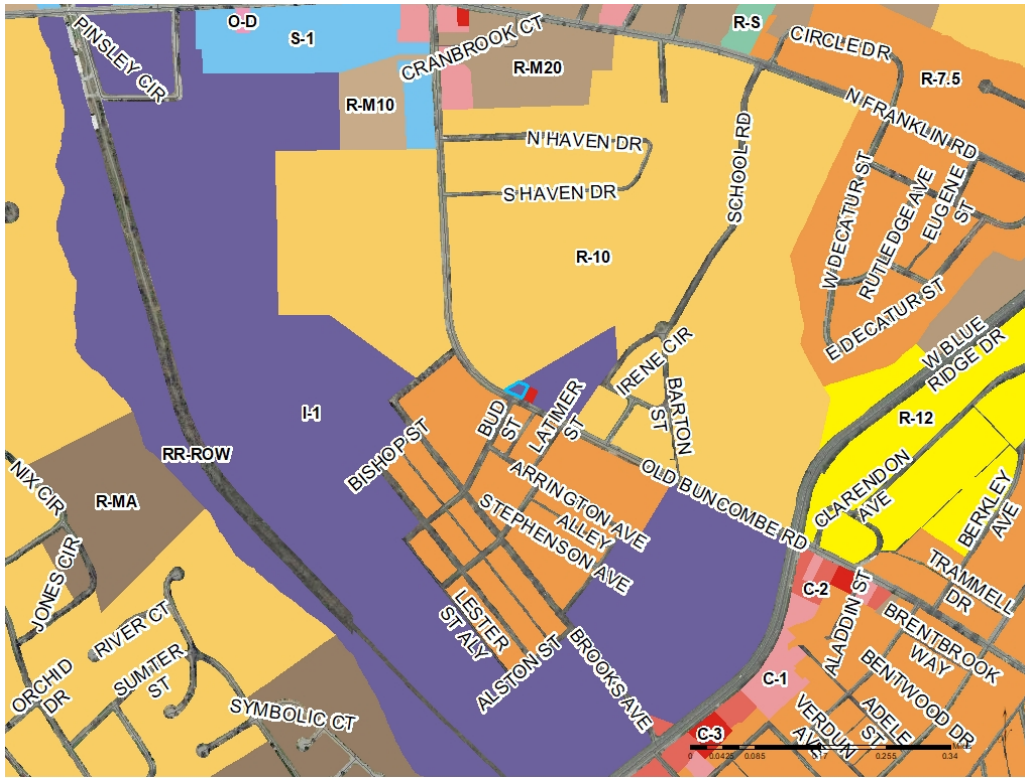 O-D
R-S
S-1
PINSLEY CIR
CRANBROOK CT
R-M20
CIRCLE DR
R-7.5
R-M10
N FRANKLIN RD
N HAVEN DR
SCHOOL RD
S HAVEN DR
W DECATUR ST
RUTLEDGE AVE
EUGENE
ST
R-10
E DECATUR ST
W BLUE
RIDGE DR
IRENE CIR
BARTON
ST
I-1
BUD
ST
LATIMER
ST
R-12
BISHOP ST
RR-ROW
OLD BUNCOMBE RD
ARRINGTON AVE
ALLEY
STEPHENSON AVE
CLARENDON
AVE
BERKLEY
AVE
NIX CIR
R-MA
JONES CIR
TRAMMELL
DR
C-2
ALADDIN ST
BRENTBROOK
WAY
LESTER
ST ALY
ALSTON ST
BROOKS AVE
RIVER CT
ORCHID
DR
SUMTER
ST
SYMBOLIC CT
C-1
BENTWOOD DR
ADELE
ST
VERDUN
AVE
C-3
0 0.0425 0.085 0.17 0.255 0.34